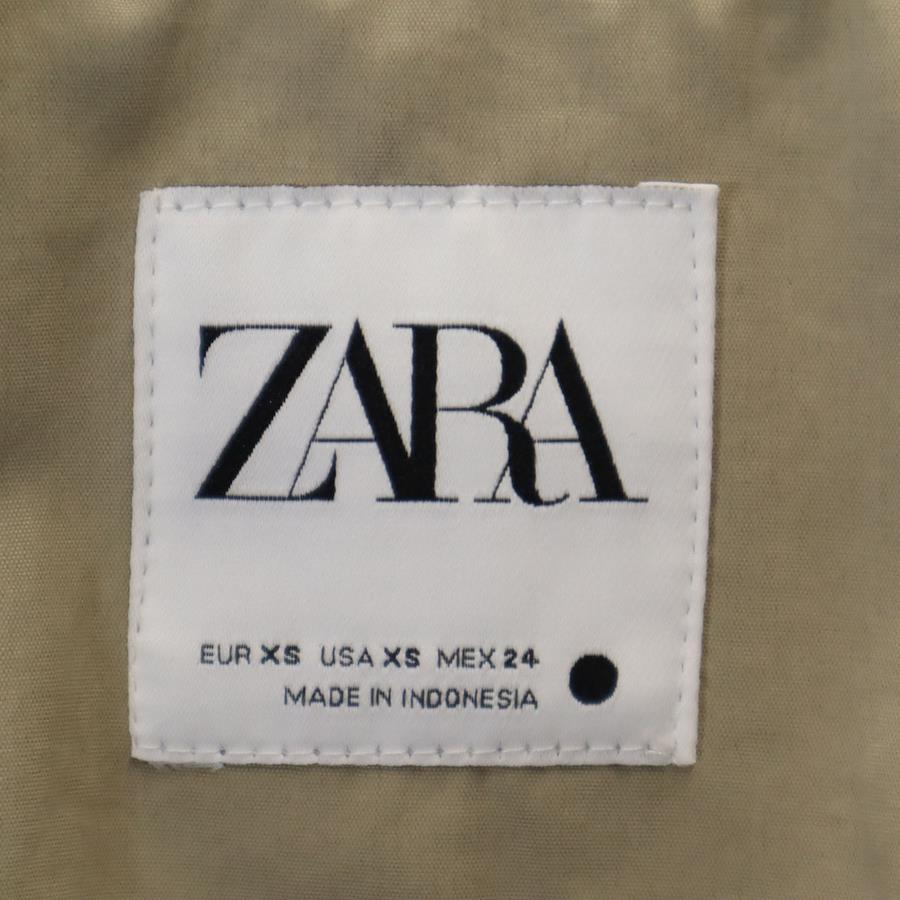 ZARA
EUR XS USA XS MEX 24
MADE IN INDONESIA